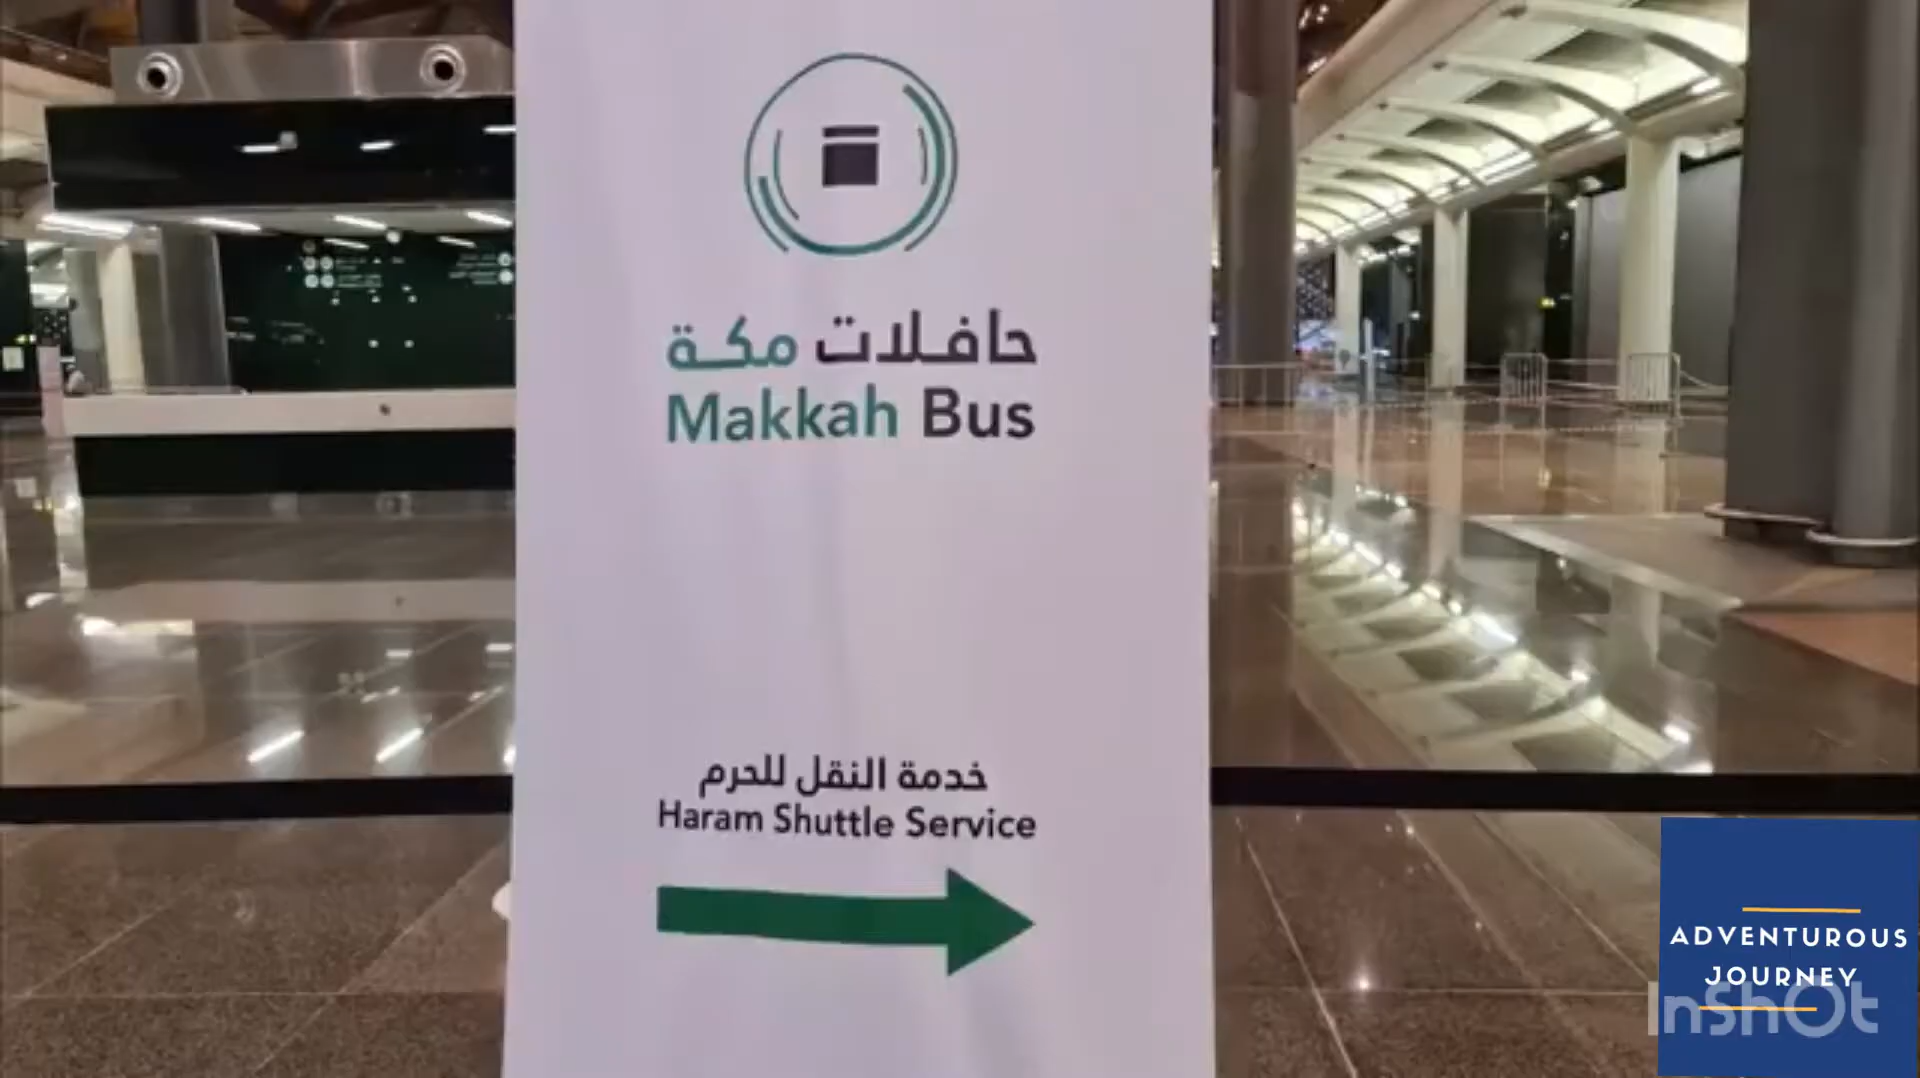 حافلات مكة
Makkah Bus
خدمة النقل للحرم
Haram Shuttle Service
ADVENTUROUS
JOURNEY
InShOt